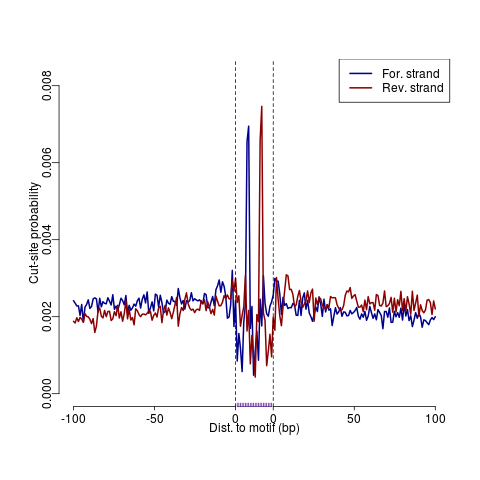 For. strand
Rev. strand
Cut-site probability
0.008
0.006
0.004
0.002
0.000
-100 -50 0 0 50 100
Dist. to motif (bp)